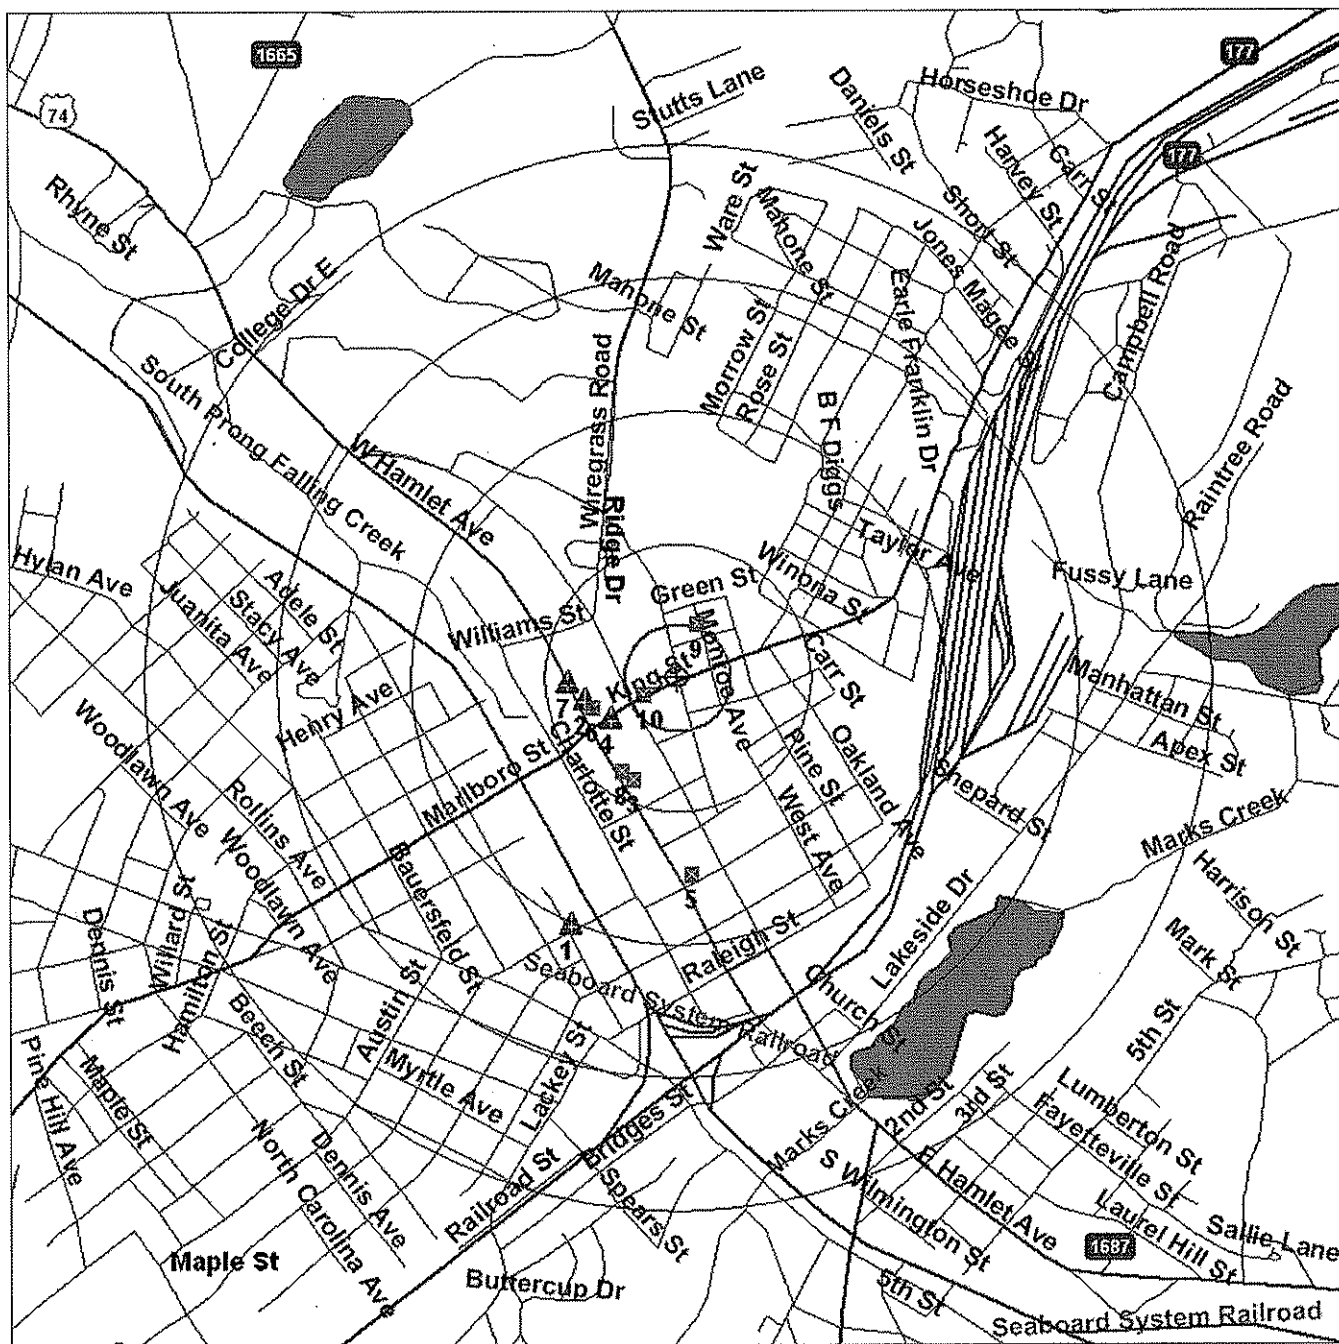 1665
177
74
Stutts Lane
Horseshoe Dr
Daniels St
Harvey St
Carr St
177
Rhyne St
Ware St
Mahone St
Short St
Jones Magee St
Campbell Road
College Dr E
Mahone St
Earle Franklin Dr
Morrow St
Rose St
South Prong Falling Creek
Wiregrass Road
B F Diggs
Raintree Road
W Hamlet Ave
Ridge Dr
Taylor Ave
Hylan Ave
Adele St
Stacy Ave
Juanita Ave
Green St
Winona St
Fussy Lane
Williams St
Monroe Ave
9
Carr St
King St
Manhattan St
Henry Ave
7
2
4
10
Apex St
Woodlawn Ave
Marlboro St
Charlotte St
Pine St
Oakland Ave
Shepard St
83
West Ave
Marks Creek
Rollins Ave
Woodlawn Ave
Bauersfeld St
5
Harrison St
Willard St
Dennis St
Hamilton St
1
Raleigh St
Lakeside Dr
Mark St
Seaboard System Railroad
Church St
Austin St
Beech St
5th St
Pine Hill Ave
Maple St
Myrtle Ave
Lackey St
Marks Creek
2nd St
3rd St
Lumberton St
Fayetteville St
Bridges St
North Carolina Ave
Dennis Ave
Railroad St
Spears St
S Wilmington St
E Hamlet Ave
Laurel Hill St
Sallie Lane
1687
Maple St
Buttercup Dr
5th St
Seaboard System Railroad